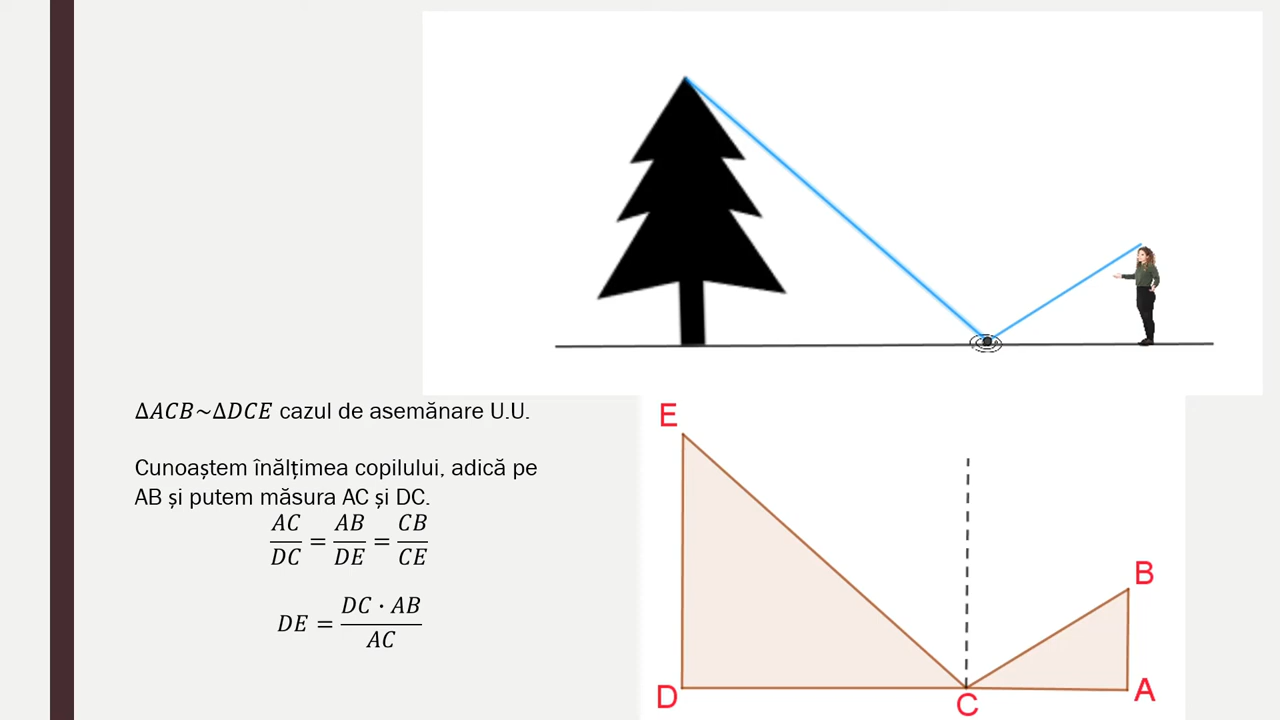 Δ𝐴𝐶𝐵~Δ𝐷𝐶𝐸 cazul de asemănare U.U.
Cunoaștem înălțimea copilului, adică pe
AB și putem măsura AC și DC.
AC/DC = AB/DE = CB/CE
DE = DC · AB/AC
E
B
D
C
A